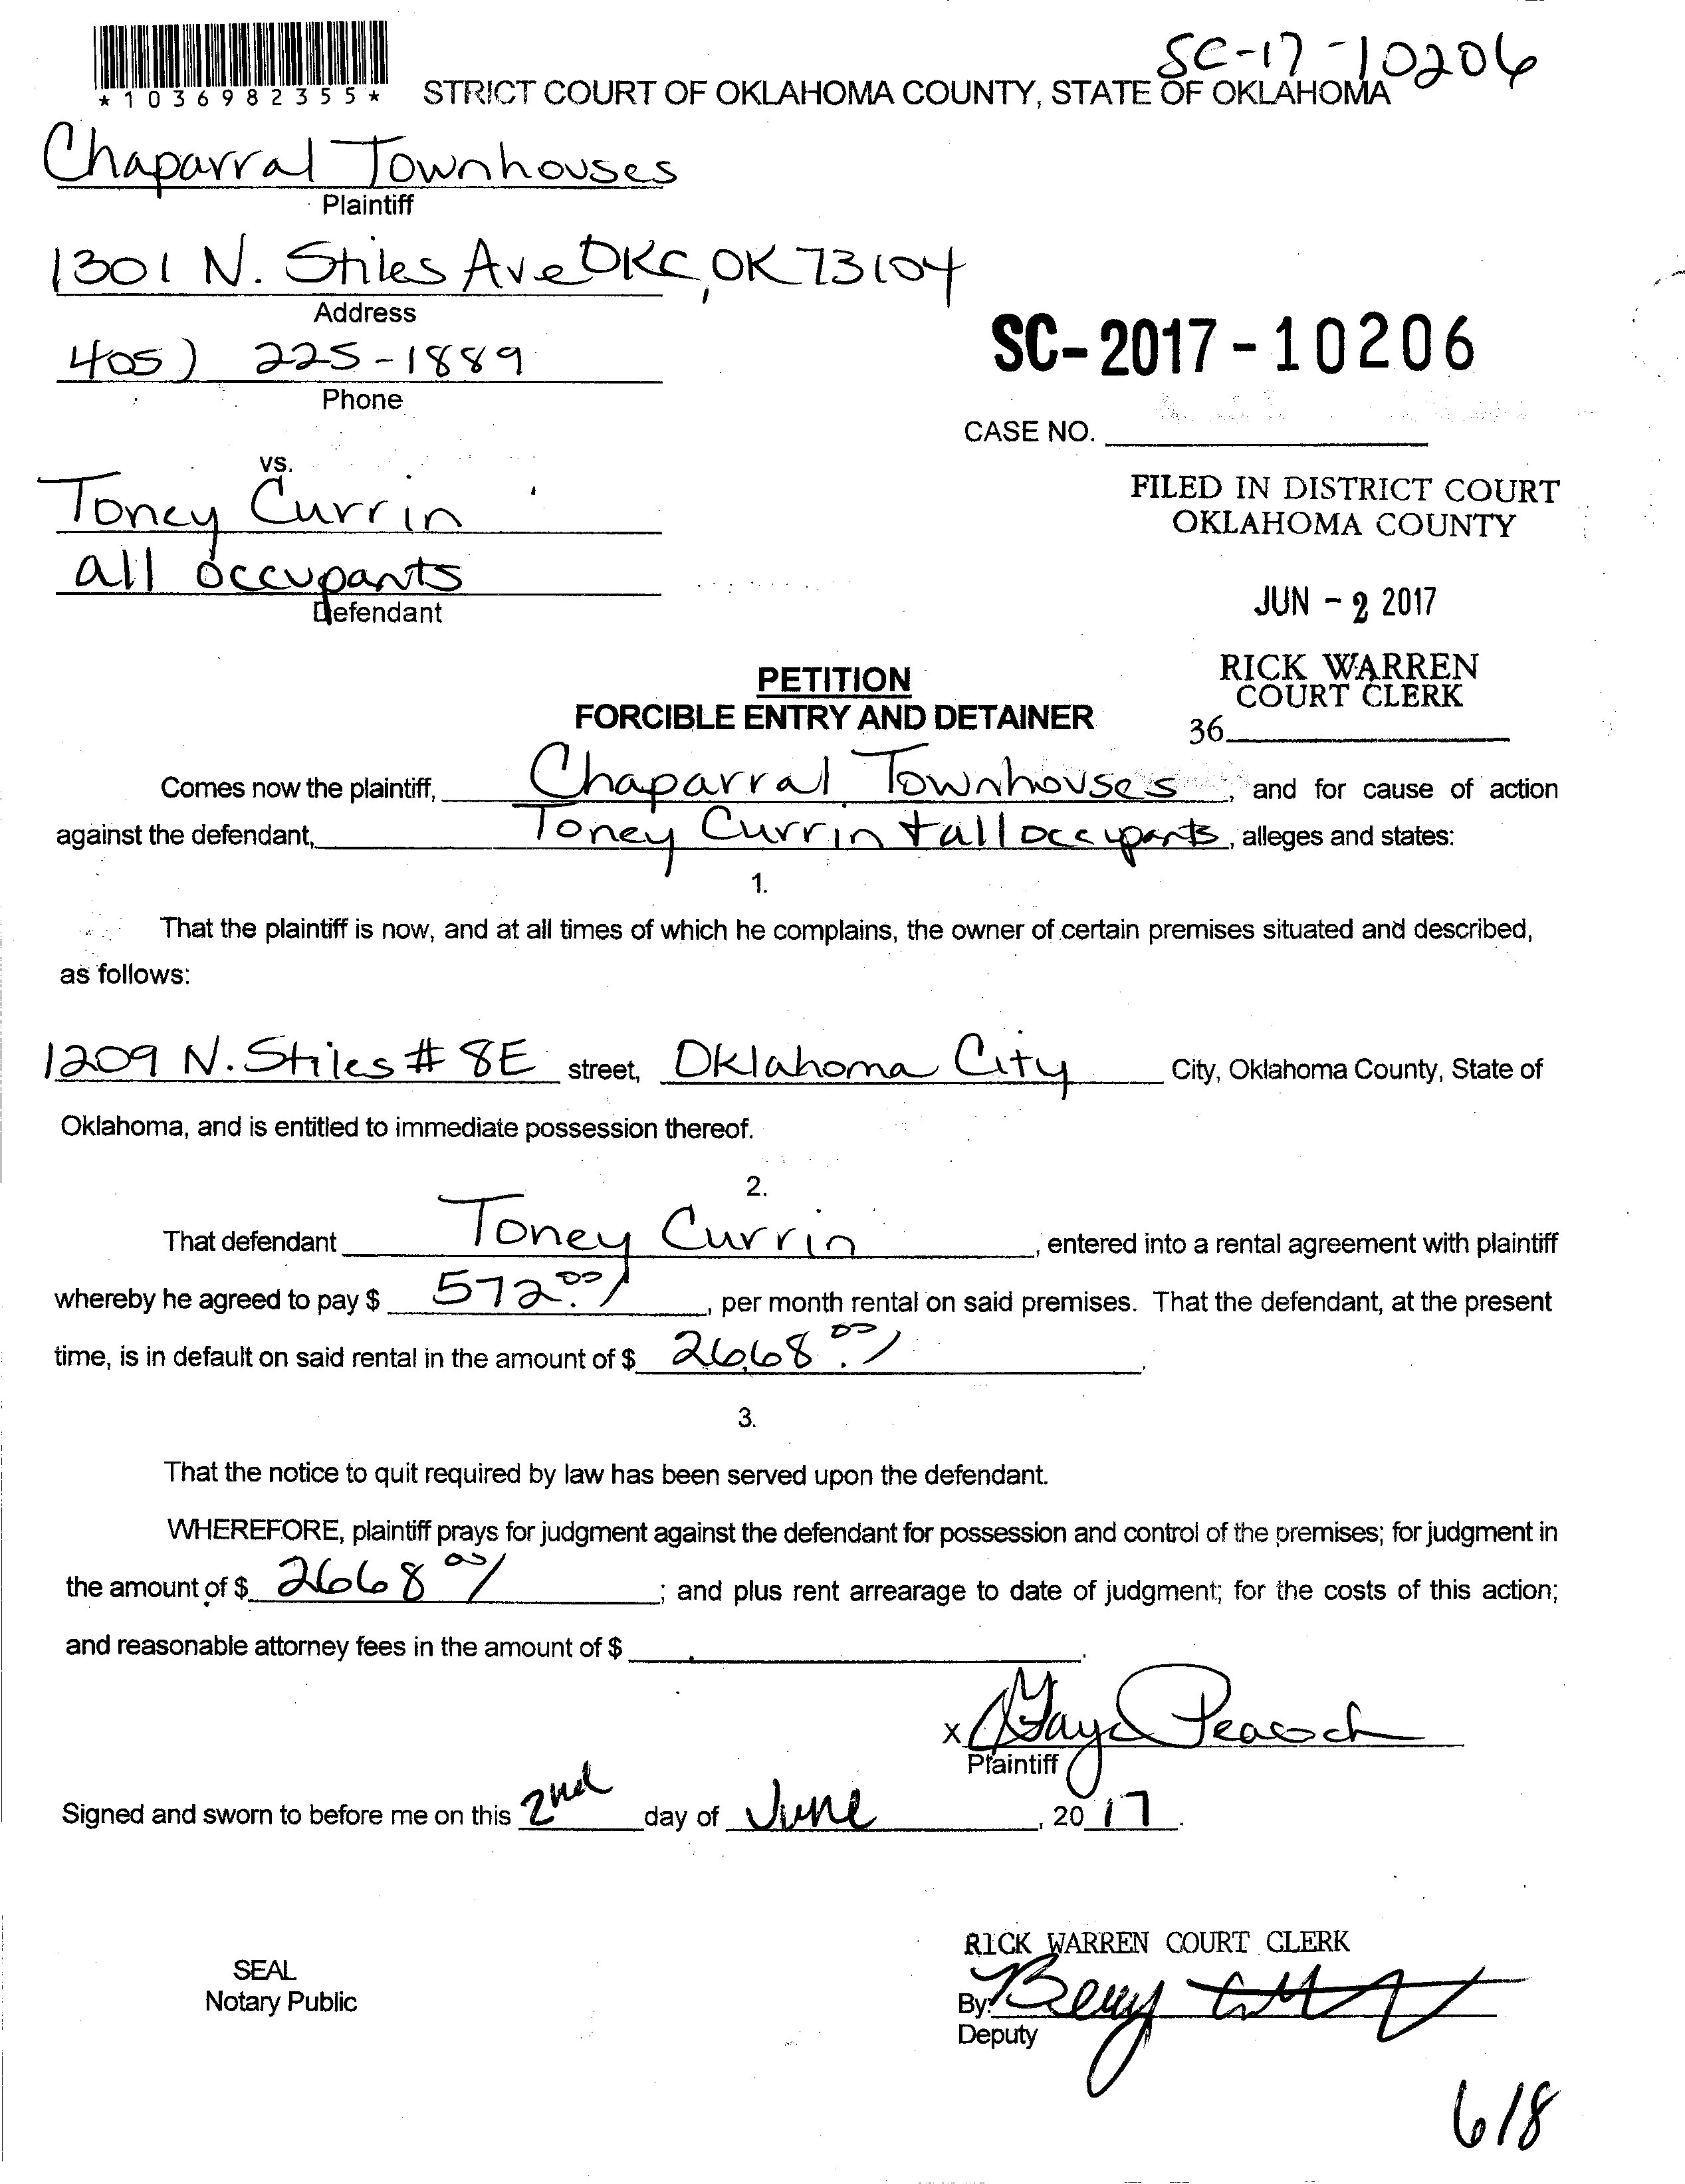 SC-17-10206
*1036982355*
STRICT COURT OF OKLAHOMA COUNTY, STATE OF OKLAHOMA
Chaparral Townhouses
Plaintiff
1301 N. Stiles Ave OKC, OK 73104
Address
405) 225-1889
Phone
SC-2017-10206
CASE NO.
vs.
Toney Currin
all occupants
Defendant
FILED IN DISTRICT COURT
OKLAHOMA COUNTY
JUN - 2 2017
RICK WARREN
COURT CLERK
36
PETITION
FORCIBLE ENTRY AND DETAINER
Comes now the plaintiff, Chaparral Townhouses, and for cause of action
against the defendant, Toney Currin + all occupants, alleges and states:
1.
That the plaintiff is now, and at all times of which he complains, the owner of certain premises situated and described,
as follows:
1209 N. Stiles # 8E street, Oklahoma City City, Oklahoma County, State of
Oklahoma, and is entitled to immediate possession thereof.
2.
That defendant Toney Currin, entered into a rental agreement with plaintiff
whereby he agreed to pay $ 572.00/, per month rental on said premises. That the defendant, at the present
time, is in default on said rental in the amount of $ 2668.00/.
3.
That the notice to quit required by law has been served upon the defendant.
WHEREFORE, plaintiff prays for judgment against the defendant for possession and control of the premises; for judgment in
the amount of $ 2668 00/; and plus rent arrearage to date of judgment; for the costs of this action;
and reasonable attorney fees in the amount of $ .
x Gaye Peacock
Plaintiff
Signed and sworn to before me on this 2nd day of June, 2017.
RICK WARREN COURT CLERK
SEAL
Notary Public
By:
Deputy
6/8